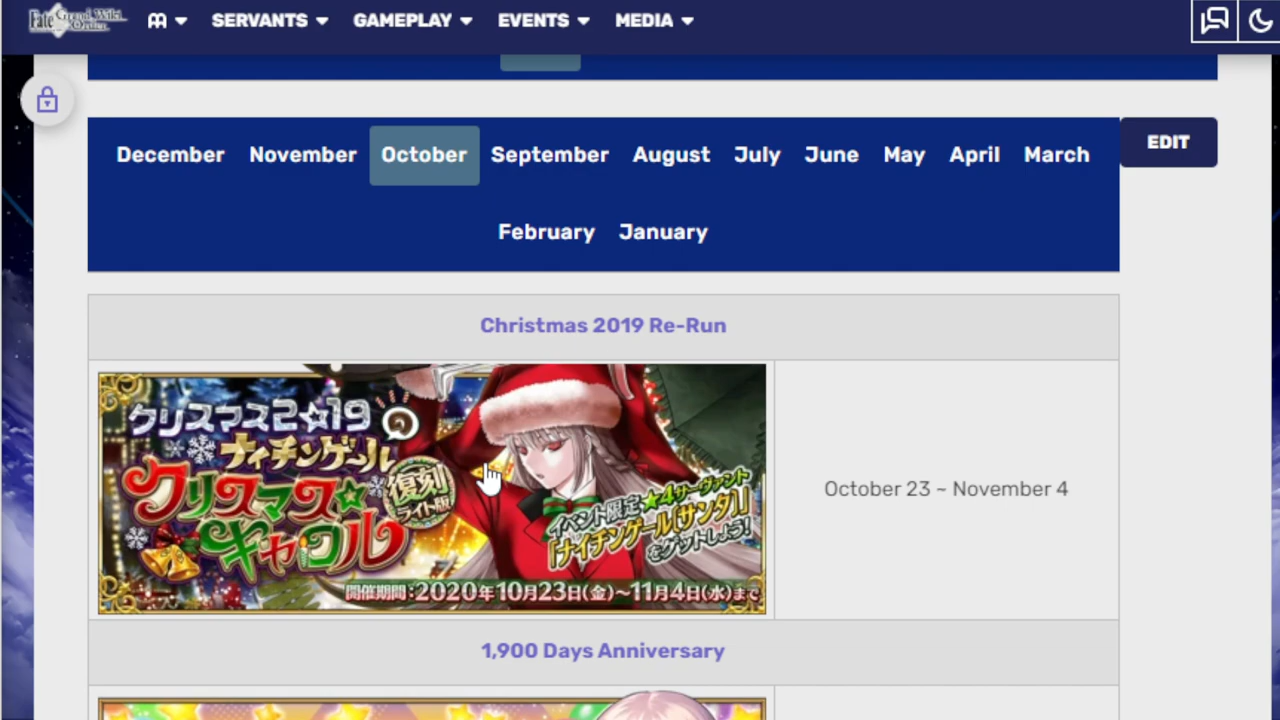 Fate Grand Order Wiki
SERVANTS GAMEPLAY EVENTS MEDIA
December November October September August July June May April March
EDIT
February January
Christmas 2019 Re-Run
クリスマス2☆19
ナイチンゲール
クリスマス★
キャロル
復刻
ライト版
イベント限定★4サーヴァント
「ナイチンゲール〔サンタ〕」
をゲットしよう!
開催期間:2020年10月23日(金)~11月4日(水)まで
October 23 ~ November 4
1,900 Days Anniversary